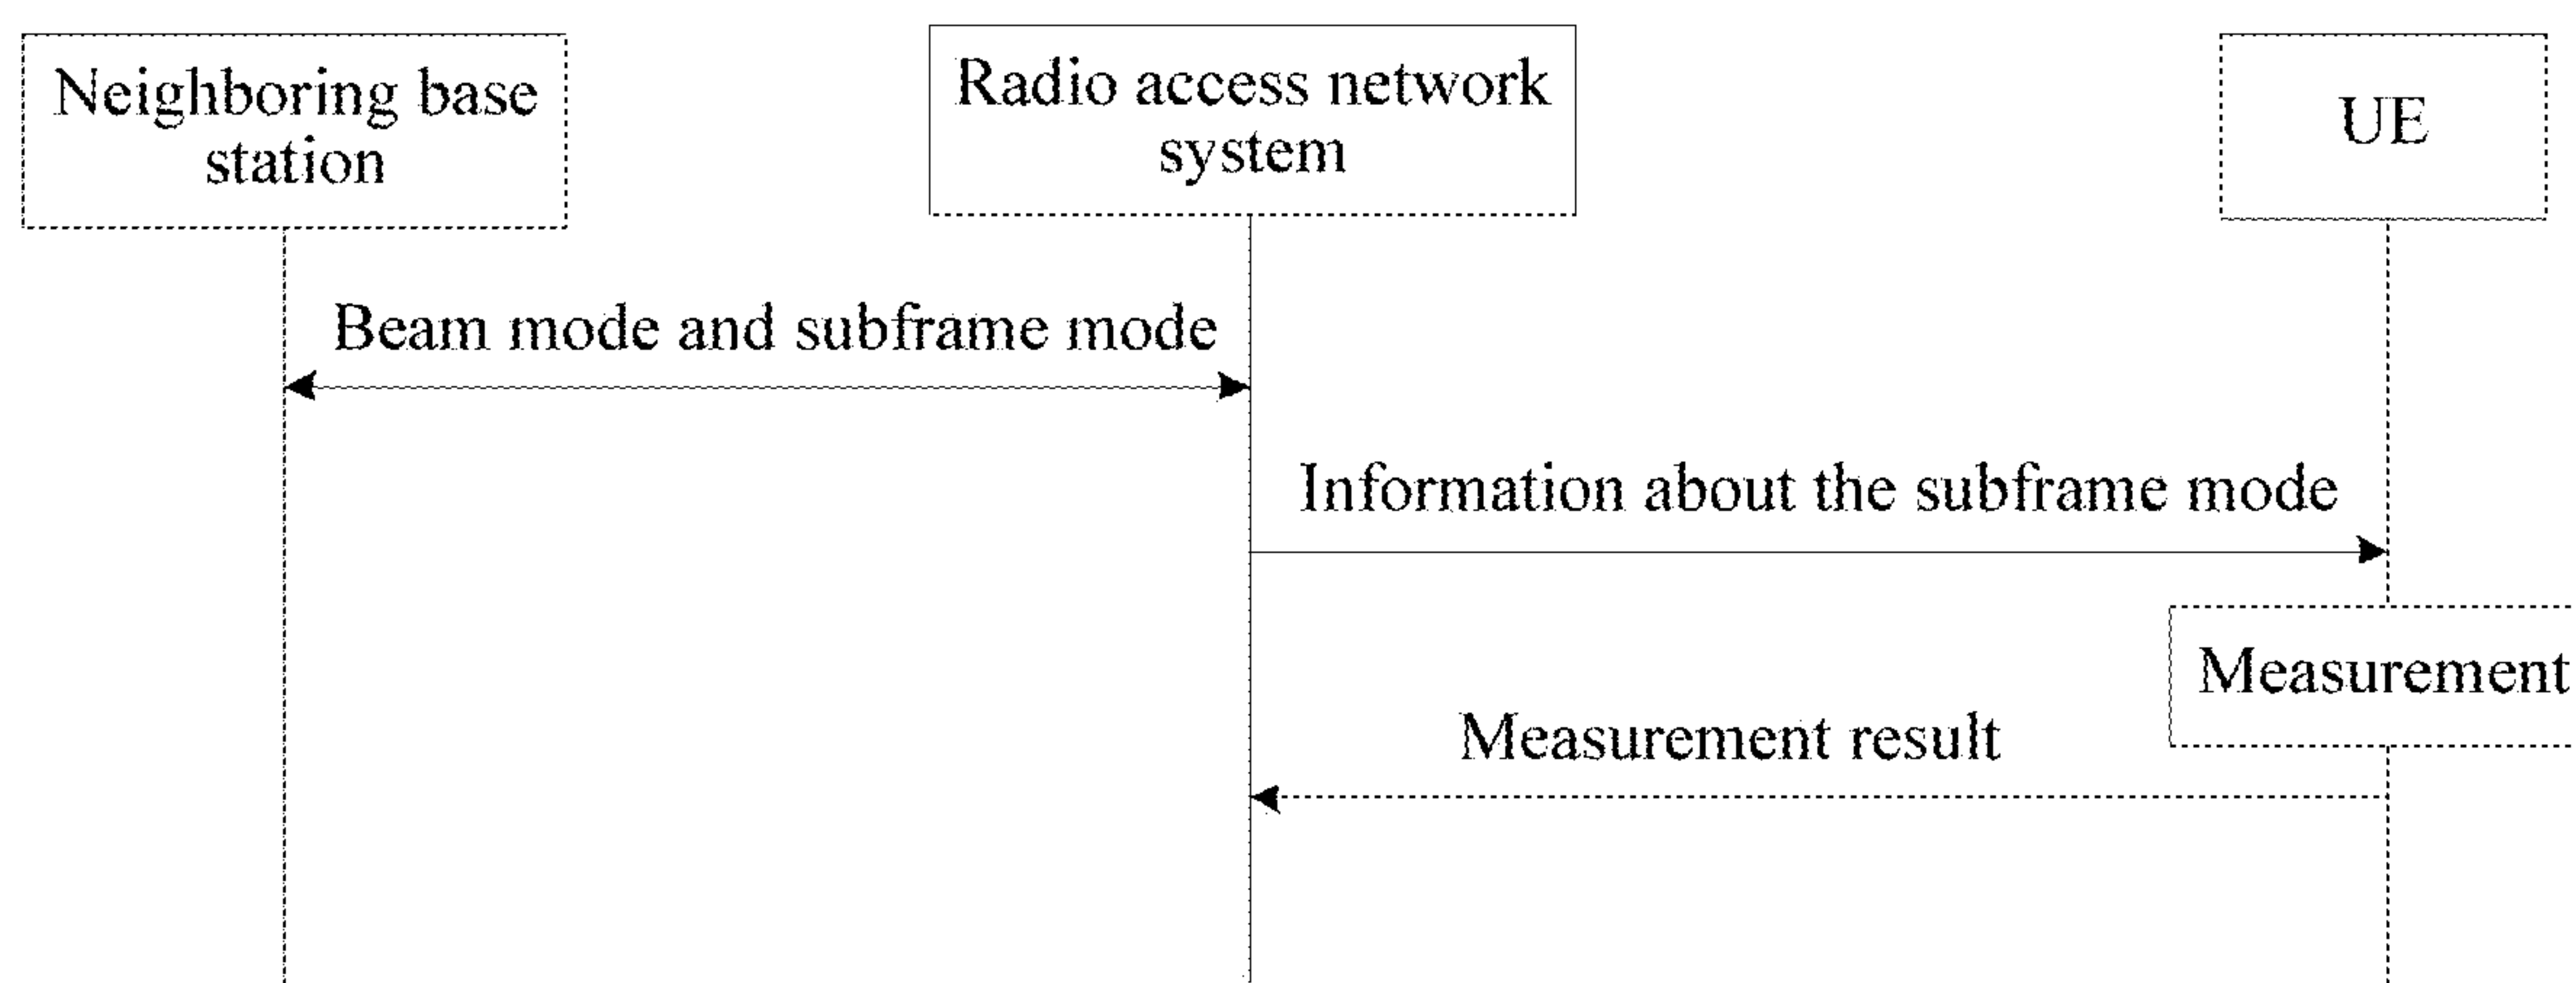 Neighboring base
station
Radio access network
system
UE
Beam mode and subframe mode
Information about the subframe mode
Measurement
Measurement result